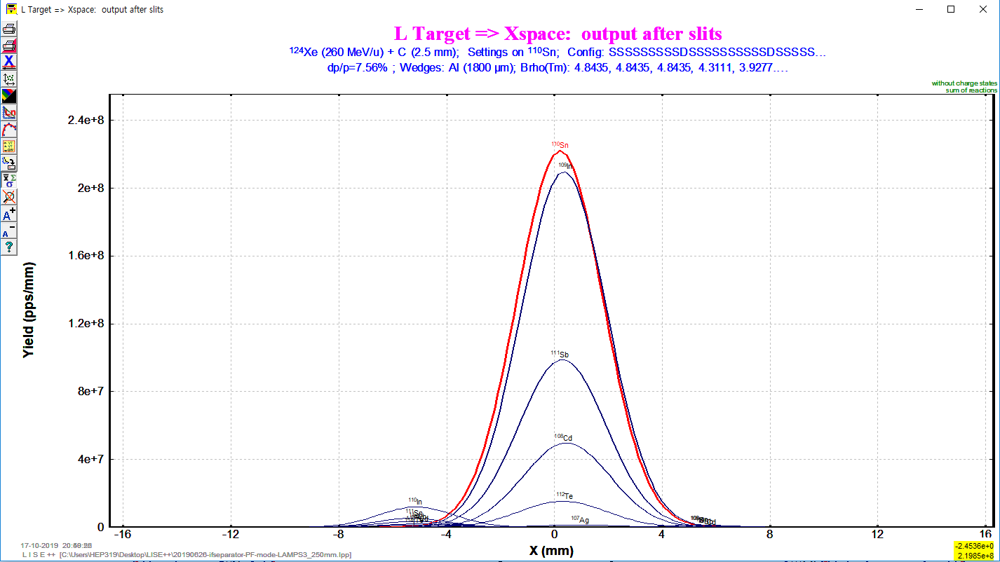 L Target => Xspace:  output after slits
L Target => Xspace:  output after slits
¹²⁴Xe (260 MeV/u) + C (2.5 mm);  Settings on ¹¹⁰Sn;  Config: SSSSSSSSSDSSSSSSSSSSDSSSSS...
dp/p=7.56% ; Wedges: Al (1800 µm); Brho(Tm): 4.8435, 4.8435, 4.8435, 4.3111, 3.9277....
without charge states
sum of reactions
2.4e+8
2e+8
1.6e+8
1.2e+8
8e+7
4e+7
0
Yield (pps/mm)
¹¹⁰Sn
¹⁰⁹In
¹¹¹Sb
¹⁰⁸Cd
¹¹²Te
¹⁰⁷Ag
¹¹⁰In
¹¹¹Sn
-16
-12
-8
-4
0
4
8
12
16
X (mm)
17-10-2019
L I S E ++  [C:\Users\HEP319\Desktop\LISE++\20190626-ifseparator-PF-mode-LAMPS3_250mm.lpp]
-2.4536e+0
2.1985e+8